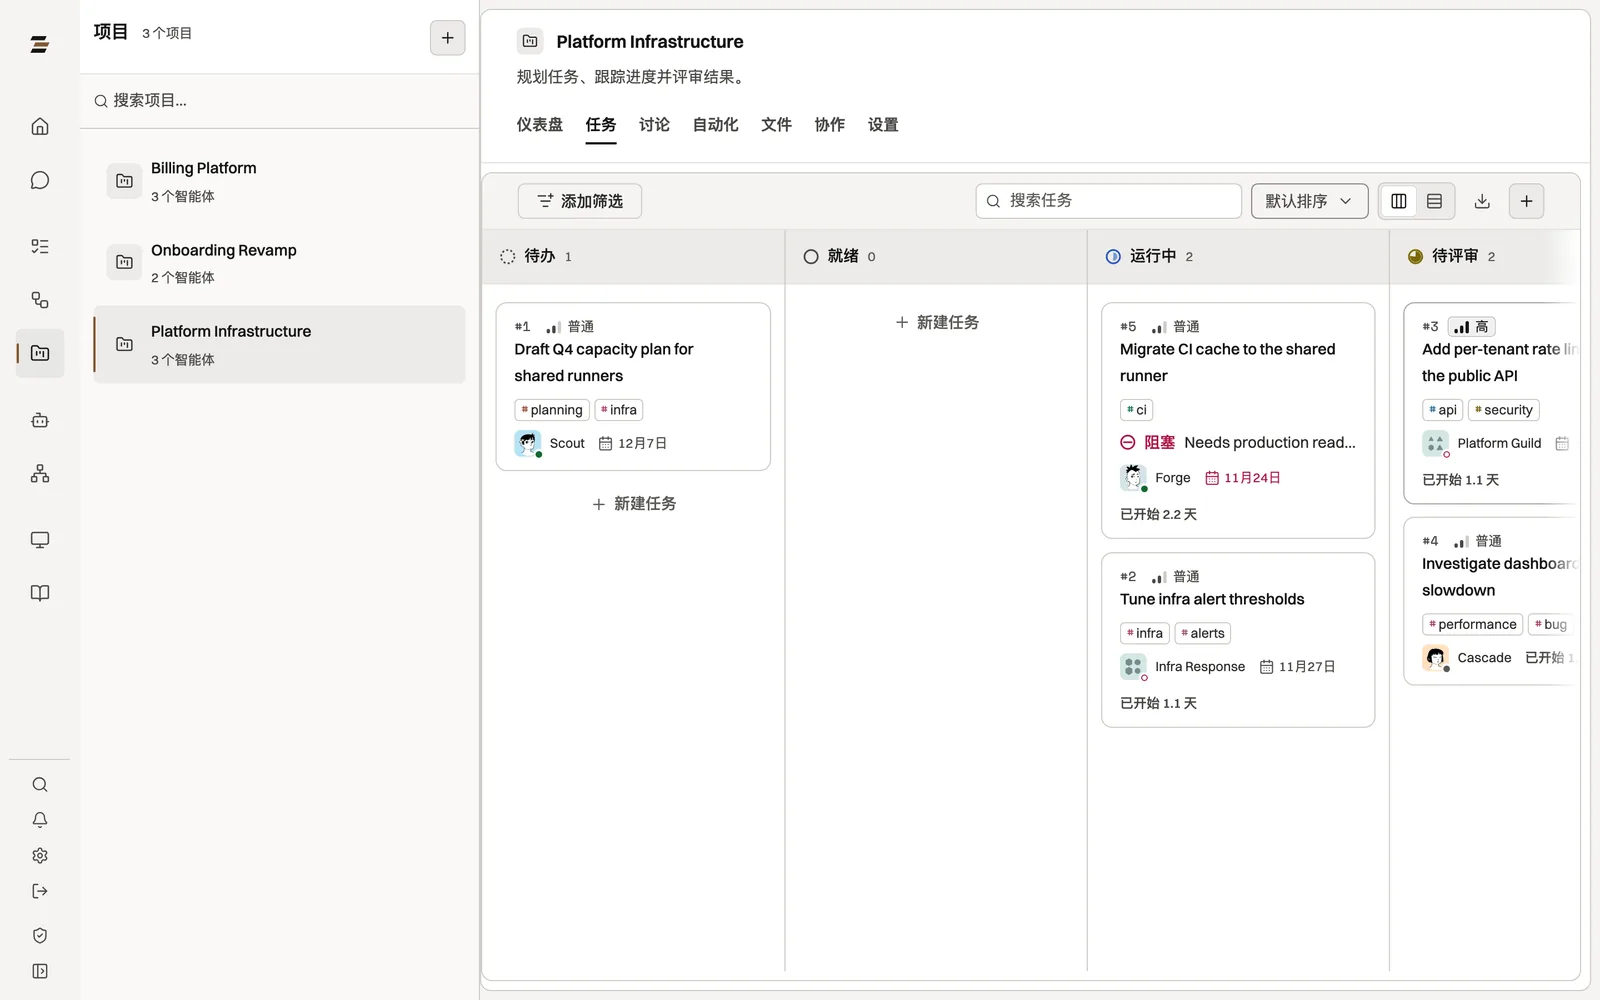 项目 3 个项目
搜索项目...
Billing Platform
3 个智能体
Onboarding Revamp
2 个智能体
Platform Infrastructure
3 个智能体
Platform Infrastructure
规划任务、跟踪进度并评审结果。
仪表盘 任务 讨论 自动化 文件 协作 设置
添加筛选
搜索任务
默认排序
待办 1
#1 普通
Draft Q4 capacity plan for
shared runners
#planning #infra
Scout 12月7日
新建任务
就绪 0
新建任务
运行中 2
#5 普通
Migrate CI cache to the shared
runner
#ci
阻塞 Needs production read...
Forge 11月24日
已开始 2.2 天
#2 普通
Tune infra alert thresholds
#infra #alerts
Infra Response 11月27日
已开始 1.1 天
待评审 2
#3 高
Add per-tenant rate
the public API
#api #security
Platform Guild
已开始 1.1 天
#4 普通
Investigate dashboard
slowdown
#performance #bug
Cascade 已开始 1.